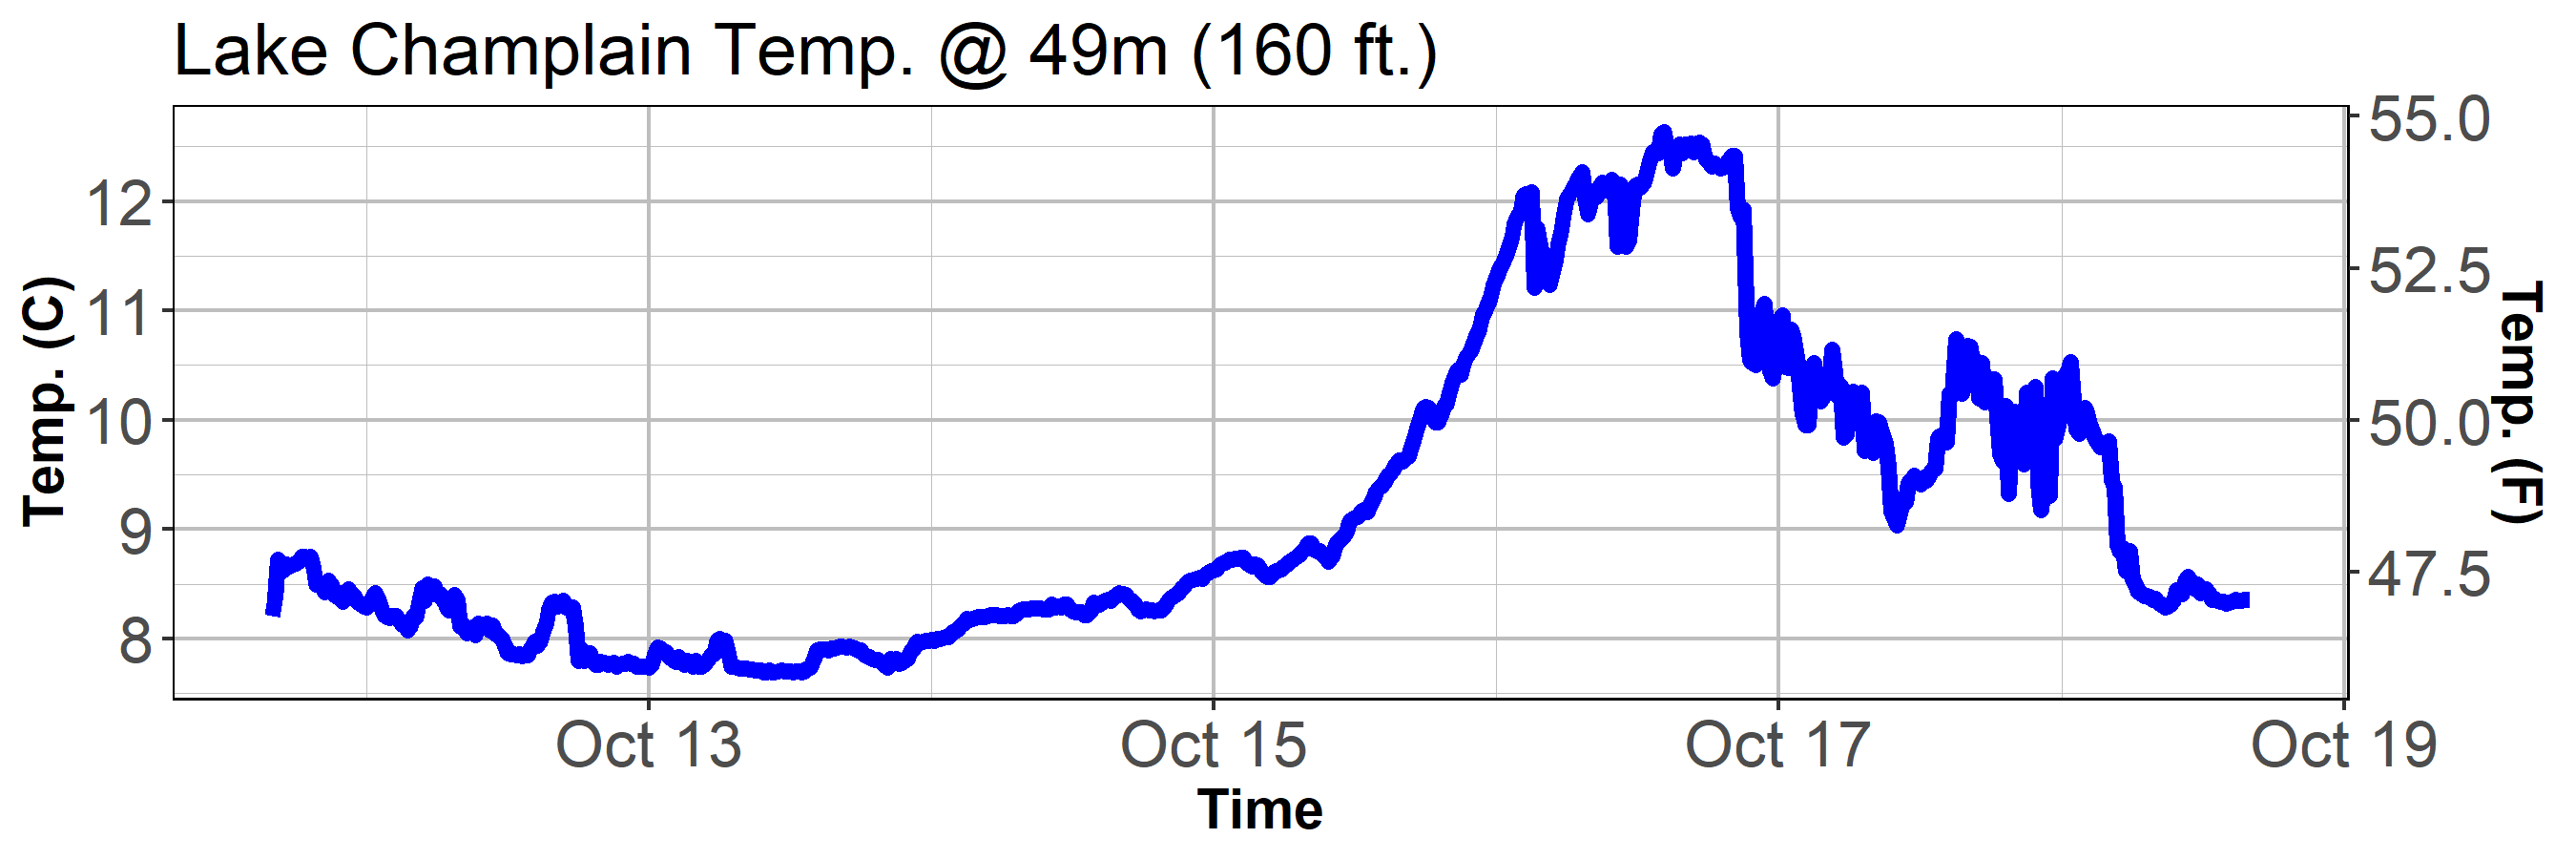 Lake Champlain Temp. @ 49m (160 ft.)
Temp. (C)
12
11
10
9
8
55.0
52.5
50.0
47.5
Temp. (F)
Oct 13
Oct 15
Oct 17
Oct 19
Time